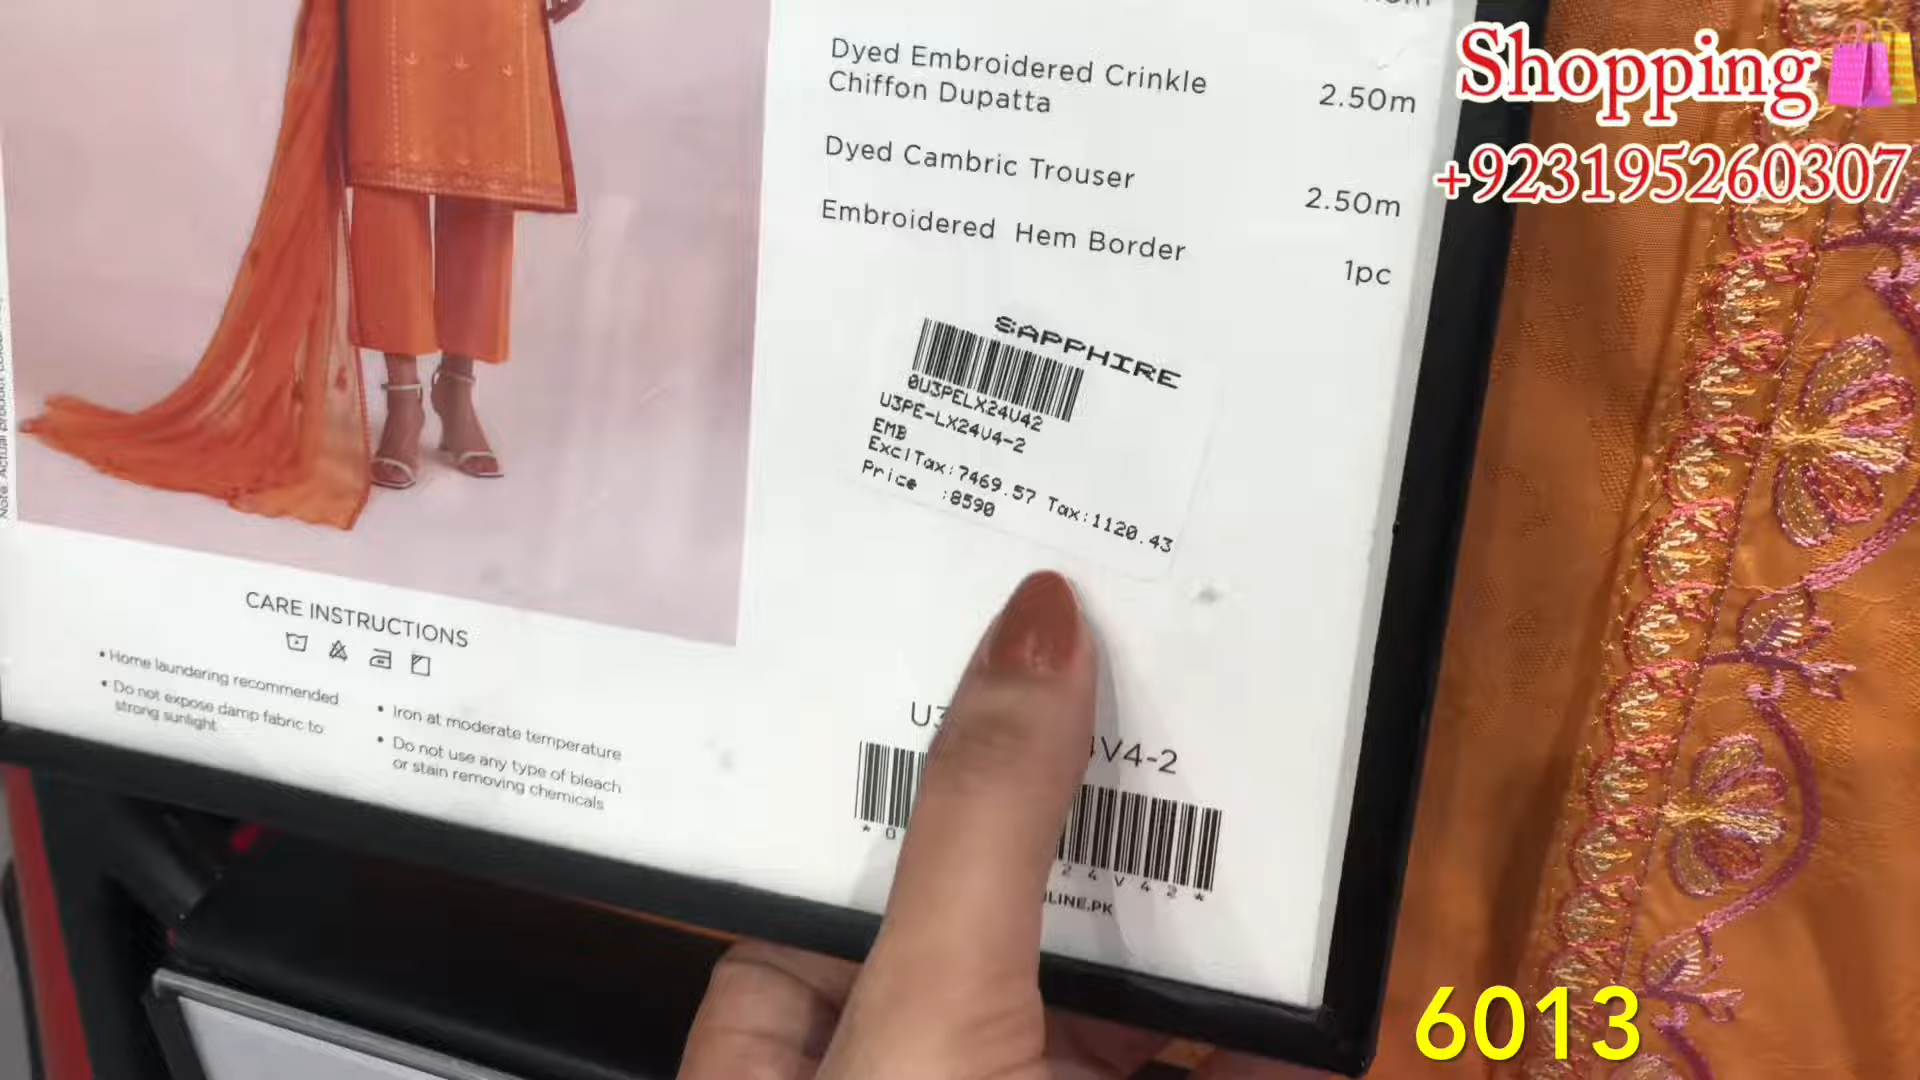 Shopping
+923195260307
Dyed Embroidered Crinkle
Chiffon Dupatta
2.50m
Dyed Cambric Trouser
2.50m
Embroidered Hem Border
1pc
SAPPHIRE
0U3PELX24V42
U3PE-LX24V4-2
EMB
ExclTax:7469.57 Tax:1120.43
Price :8590
CARE INSTRUCTIONS
• Home laundering recommended
• Do not expose damp fabric to
strong sunlight
• Iron at moderate temperature
• Do not use any type of bleach
or stain removing chemicals
V4-2
24V42*
LINE.PK
6013